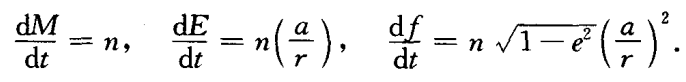 dM/dt = n, dE/dt = n(a/r), df/dt = n √1−e² (a/r)².